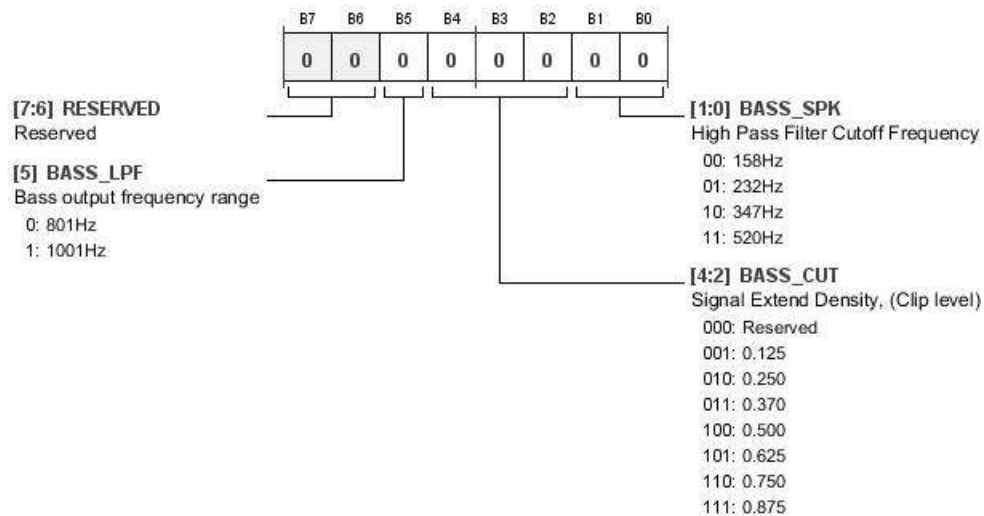 B7 B6 B5 B4 B3 B2 B1 B0
0 0 0 0 0 0 0 0
[7:6] RESERVED
Reserved
[5] BASS_LPF
Bass output frequency range
0: 801Hz
1: 1001Hz
[1:0] BASS_SPK
High Pass Filter Cutoff Frequency
00: 158Hz
01: 232Hz
10: 347Hz
11: 520Hz
[4:2] BASS_CUT
Signal Extend Density, (Clip level)
000: Reserved
001: 0.125
010: 0.250
011: 0.370
100: 0.500
101: 0.625
110: 0.750
111: 0.875